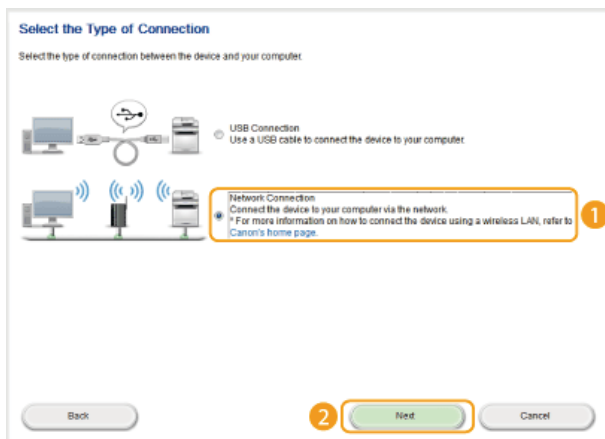 Select the Type of Connection
Select the type of connection between the device and your computer.
USB Connection
Use a USB cable to connect the device to your computer.
Network Connection
Connect the device to your computer via the network.
* For more information on how to connect the device using a wireless LAN, refer to
Canon's home page.
1
Back
2
Next
Cancel